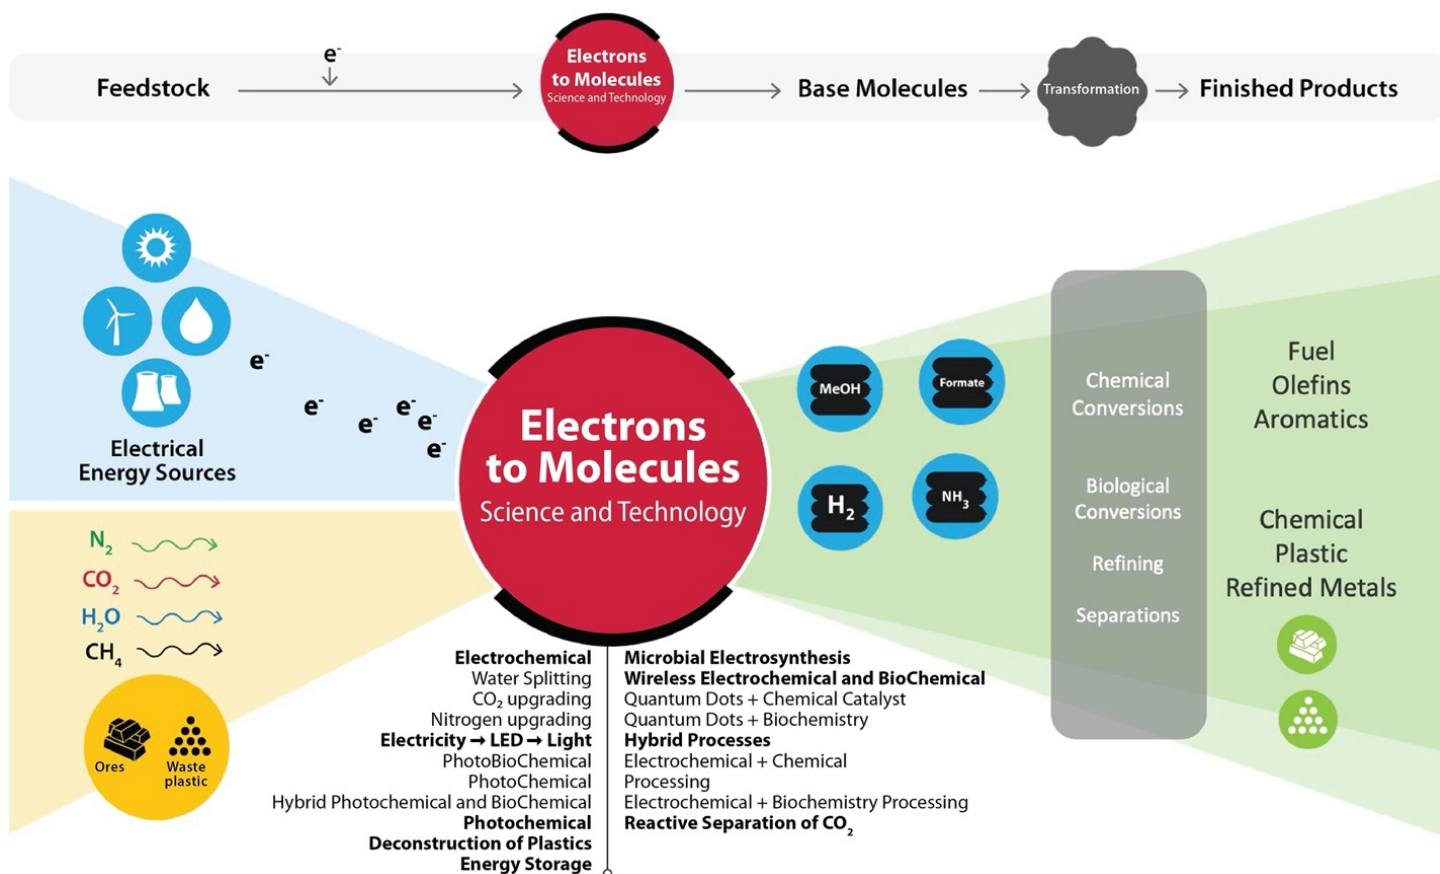 Feedstock
e⁻
Electrons
to Molecules
Science and Technology
Base Molecules
Transformation
Finished Products
Electrical
Energy Sources
e⁻
e⁻
e⁻
e⁻
e⁻
e⁻
N₂
CO₂
H₂O
CH₄
Ores
Waste
plastic
Electrons
to Molecules
Science and Technology
Electrochemical
Water Splitting
CO₂ upgrading
Nitrogen upgrading
Electricity → LED → Light
PhotoBioChemical
PhotoChemical
Hybrid Photochemical and BioChemical
Photochemical
Deconstruction of Plastics
Energy Storage
Microbial Electrosynthesis
Wireless Electrochemical and BioChemical
Quantum Dots + Chemical Catalyst
Quantum Dots + Biochemistry
Hybrid Processes
Electrochemical + Chemical
Processing
Electrochemical + Biochemistry Processing
Reactive Separation of CO₂
MeOH
Formate
H₂
NH₃
Chemical
Conversions
Biological
Conversions
Refining
Separations
Fuel
Olefins
Aromatics
Chemical
Plastic
Refined Metals